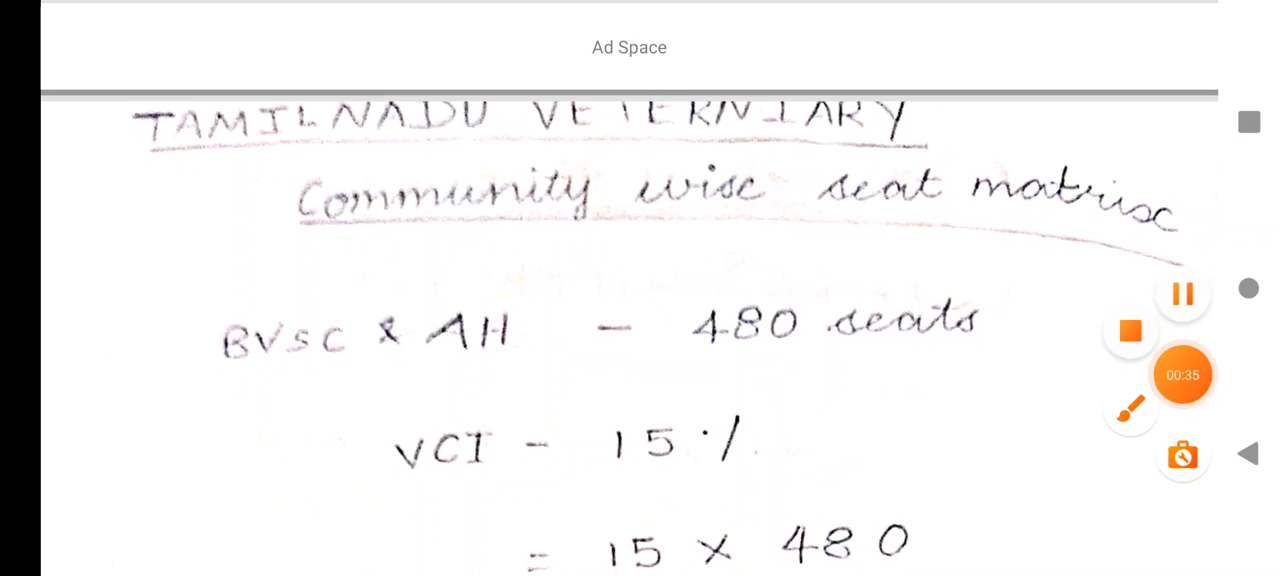 Ad Space
TAMILNADU VETERNIARY
Community wise seat matrix
BVSC & AH - 480 seats
VCI - 15 %
= 15 x 480
00:35